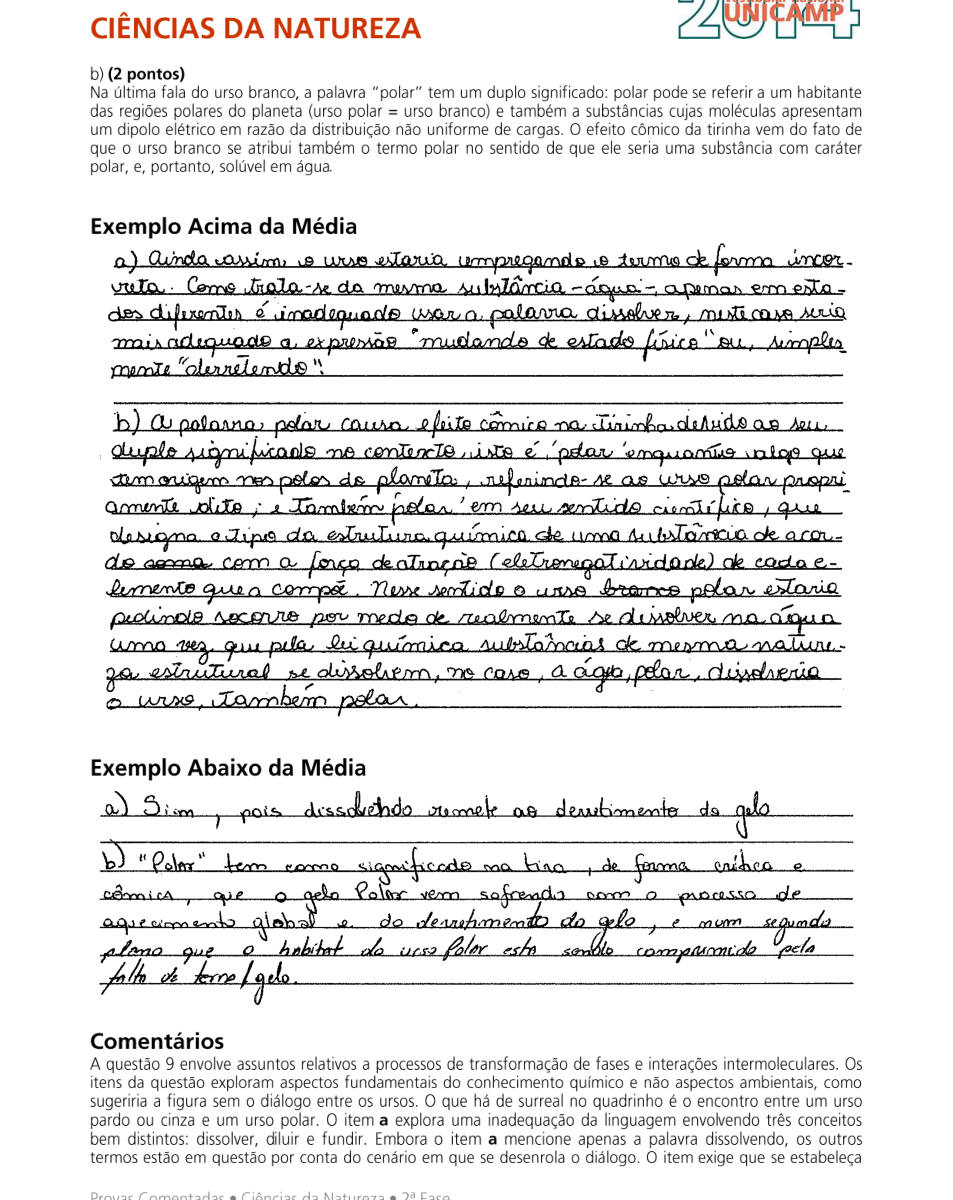 CIÊNCIAS DA NATUREZA
Vestibular Nacional
UNICAMP
2014
b) (2 pontos)
Na última fala do urso branco, a palavra “polar” tem um duplo significado: polar pode se referir a um habitante
das regiões polares do planeta (urso polar = urso branco) e também a substâncias cujas moléculas apresentam
um dipolo elétrico em razão da distribuição não uniforme de cargas. O efeito cômico da tirinha vem do fato de
que o urso branco se atribui também o termo polar no sentido de que ele seria uma substância com caráter
polar, e, portanto, solúvel em água.
Exemplo Acima da Média
a) Ainda assim, o urso estaria empregando o termo de forma incor-
reta. Como trata-se da mesma substância -água-, apenas em esta-
dos diferentes é inadequado usar a palavra dissolver, neste caso seria
mais adequado a expressão "mudando de estado físico" ou, simples
mente "derretendo".
b) A palavra polar causa efeito cômico na tirinha devido ao seu
duplo significado no contexto, isto é, 'polar' enquanto algo que
tem origem nos polos do planeta, referindo-se ao urso polar propri
amente dito; e também 'polar' em seu sentido científico, que
designa o tipo da estrutura química de uma substância de acor-
do como com a força de atração (eletronegatividade) de cada e-
lemento que a compõe. Nesse sentido o urso branco polar estaria
pedindo socorro por medo de realmente se dissolver na água
uma vez que pela lei química substâncias de mesma nature-
za estrutural se dissolvem, no caso, a água, polar, dissolveria
o urso, também polar.
Exemplo Abaixo da Média
a) Sim, pois dissolvendo remete ao derretimento do gelo
b) "Polar" tem como significado na tira, de forma crítica e
cômica, que o gelo Polar vem sofrendo com o processo de
aquecimento global e do derretimento do gelo, e num segundo
plano que o habitat do urso Polar esta sendo comprimido pela
falta de terra/gelo.
Comentários
A questão 9 envolve assuntos relativos a processos de transformação de fases e interações intermoleculares. Os
itens da questão exploram aspectos fundamentais do conhecimento químico e não aspectos ambientais, como
sugeriria a figura sem o diálogo entre os ursos. O que há de surreal no quadrinho é o encontro entre um urso
pardo ou cinza e um urso polar. O item a explora uma inadequação da linguagem envolvendo três conceitos
bem distintos: dissolver, diluir e fundir. Embora o item a mencione apenas a palavra dissolvendo, os outros
termos estão em questão por conta do cenário em que se desenrola o diálogo. O item exige que se estabeleça
Provas Comentadas • Ciências da Natureza • 2ª Fase